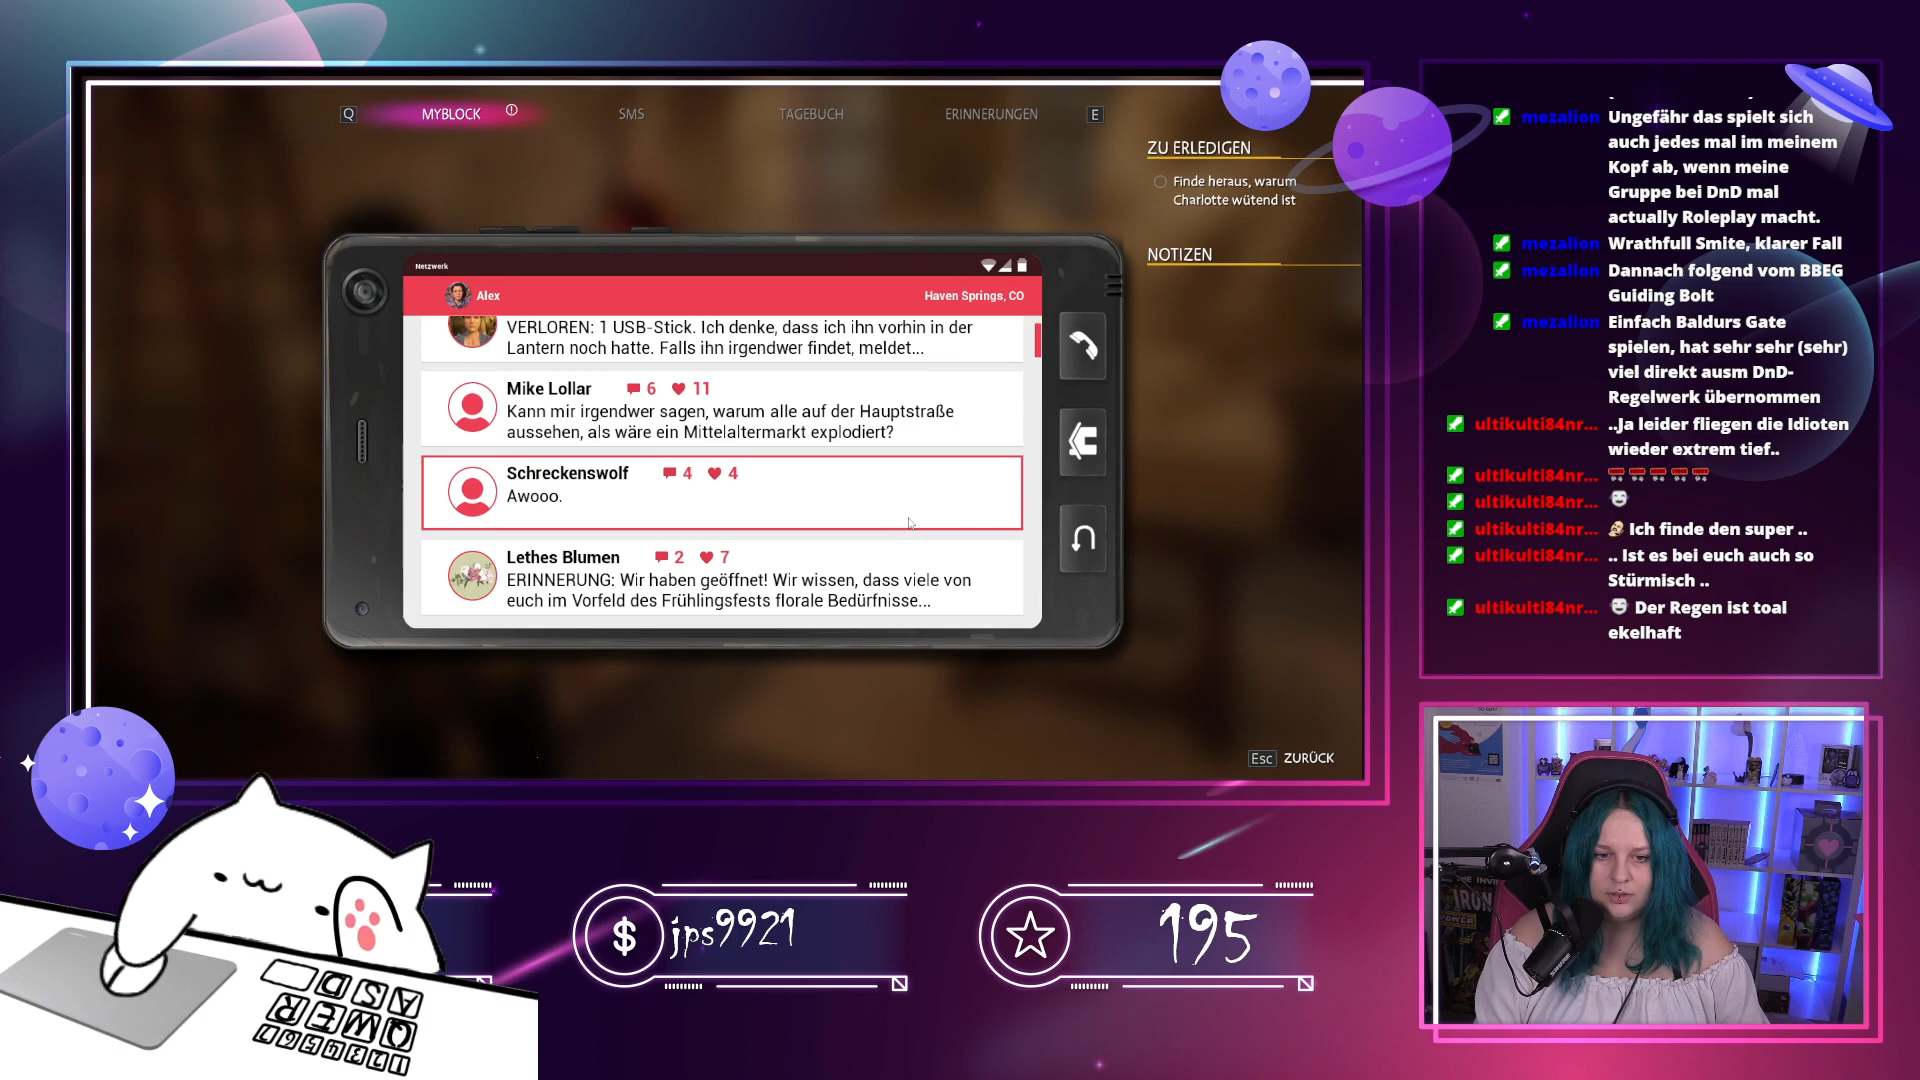 Q
MYBLOCK
SMS
TAGEBUCH
ERINNERUNGEN
E
ZU ERLEDIGEN
Finde heraus, warum
Charlotte wütend ist
NOTIZEN
Netzwerk
Alex
Haven Springs, CO
VERLOREN: 1 USB-Stick. Ich denke, dass ich ihn vorhin in der
Lantern noch hatte. Falls ihn irgendwer findet, meldet...
Mike Lollar 6 11
Kann mir irgendwer sagen, warum alle auf der Hauptstraße
aussehen, als wäre ein Mittelaltermarkt explodiert?
Schreckenswolf 4 4
Awooo.
Lethes Blumen 2 7
ERINNERUNG: Wir haben geöffnet! Wir wissen, dass viele von
euch im Vorfeld des Frühlingsfests florale Bedürfnisse...
Esc ZURÜCK
mezalion Ungefähr das spielt sich
auch jedes mal im meinem
Kopf ab, wenn meine
Gruppe bei DnD mal
actually Roleplay macht.
mezalion Wrathfull Smite, klarer Fall
mezalion Dannach folgend vom BBEG
Guiding Bolt
mezalion Einfach Baldurs Gate
spielen, hat sehr sehr (sehr)
viel direkt ausm DnD-
Regelwerk übernommen
ultikulti84nr... ..Ja leider fliegen die Idioten
wieder extrem tief..
ultikulti84nr...
ultikulti84nr...
ultikulti84nr... Ich finde den super ..
ultikulti84nr... .. Ist es bei euch auch so
Stürmisch ..
ultikulti84nr... Der Regen ist toal
ekelhaft
$ jps9921
195
A S D
Q W E R
1 2 3 4 5 6 7